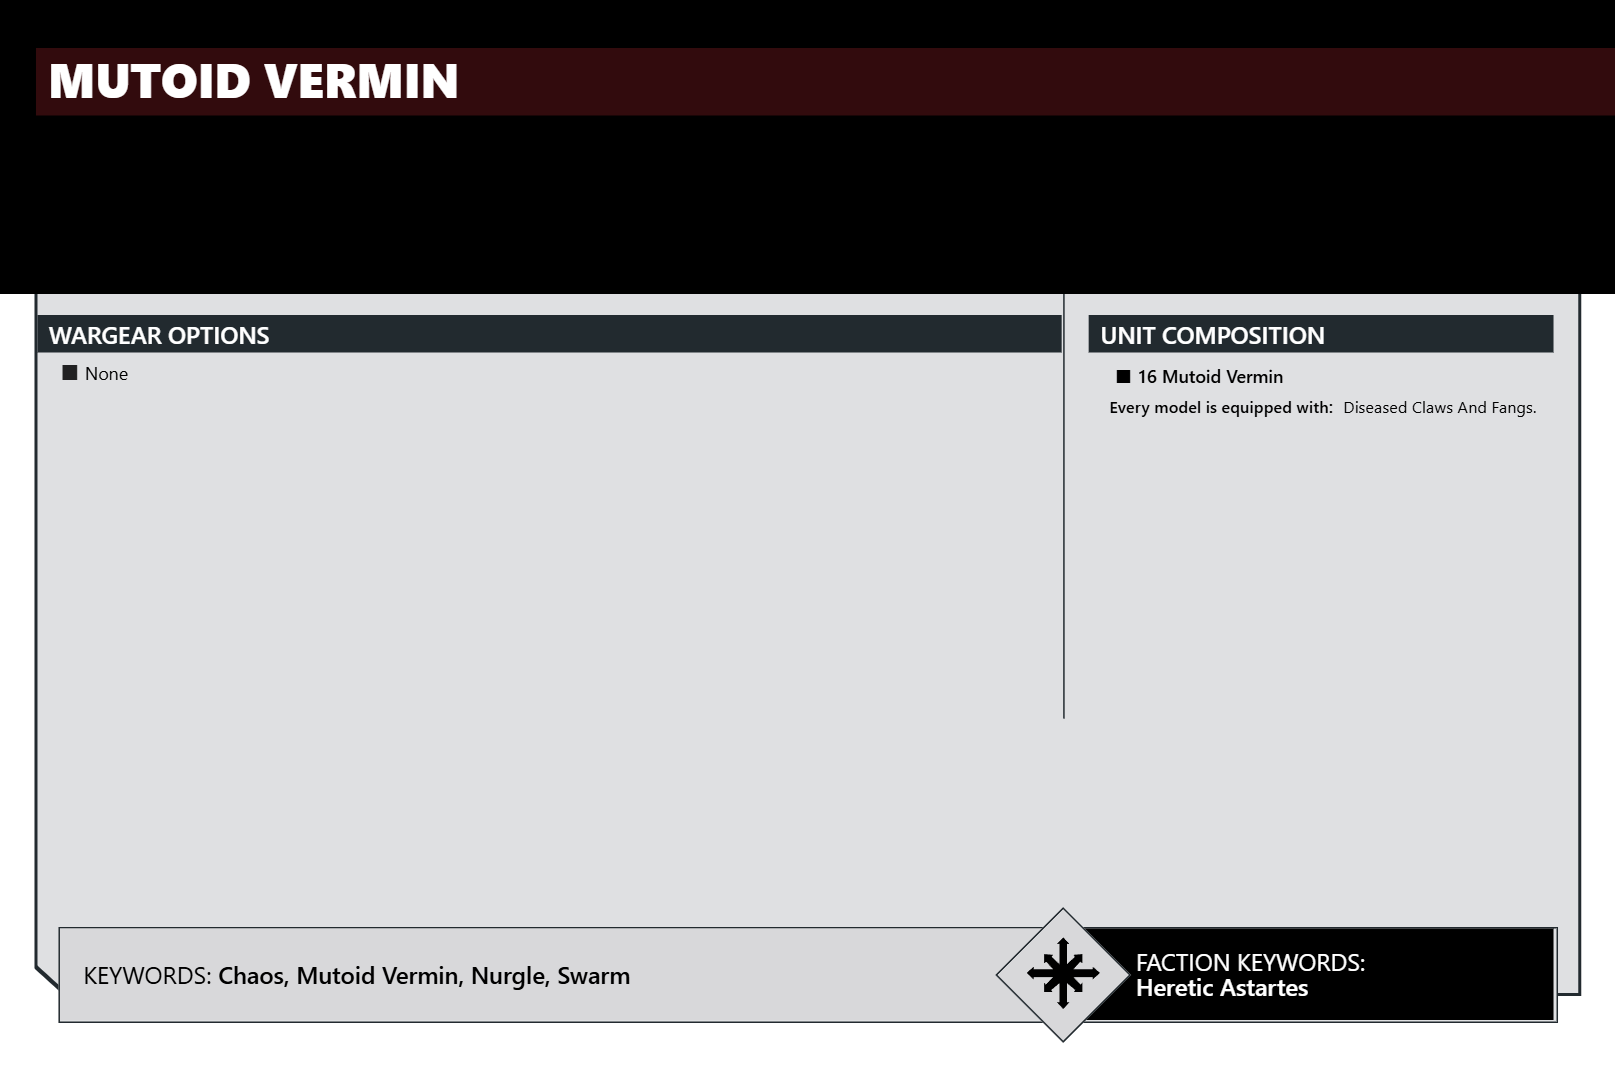 MUTOID VERMIN
WARGEAR OPTIONS
■ None
UNIT COMPOSITION
■ 16 Mutoid Vermin
Every model is equipped with: Diseased Claws And Fangs.
KEYWORDS: Chaos, Mutoid Vermin, Nurgle, Swarm
FACTION KEYWORDS:
Heretic Astartes